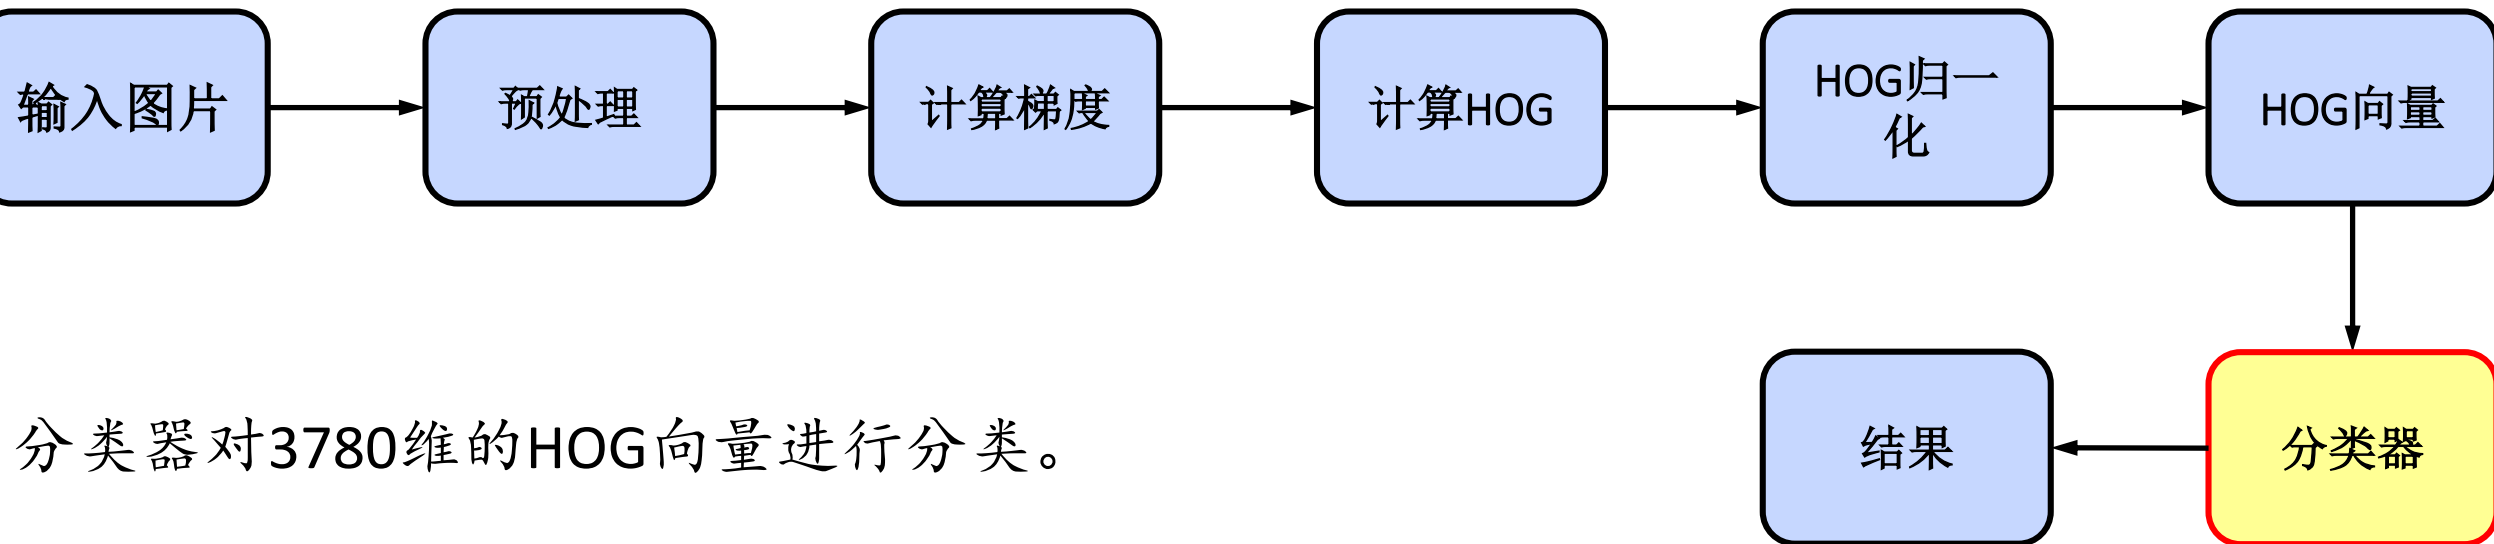 输入图片
预处理
计算梯度
计算HOG
HOG归一
化
HOG向量
分类器对3780维的HOG向量进行分类。
结果
分类器